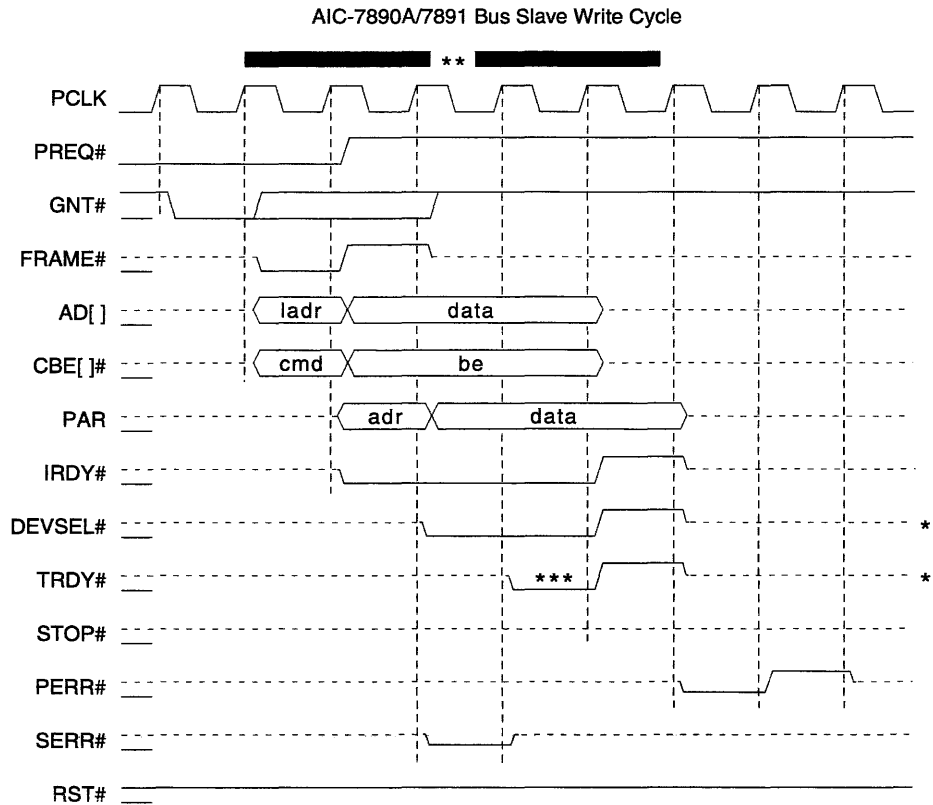 AIC-7890A/7891 Bus Slave Write Cycle
**
PCLK
PREQ#
GNT#
FRAME#
AD[ ] ladr data
CBE[ ]# cmd be
PAR adr data
IRDY#
DEVSEL# *
TRDY# *** *
STOP#
PERR#
SERR#
RST#